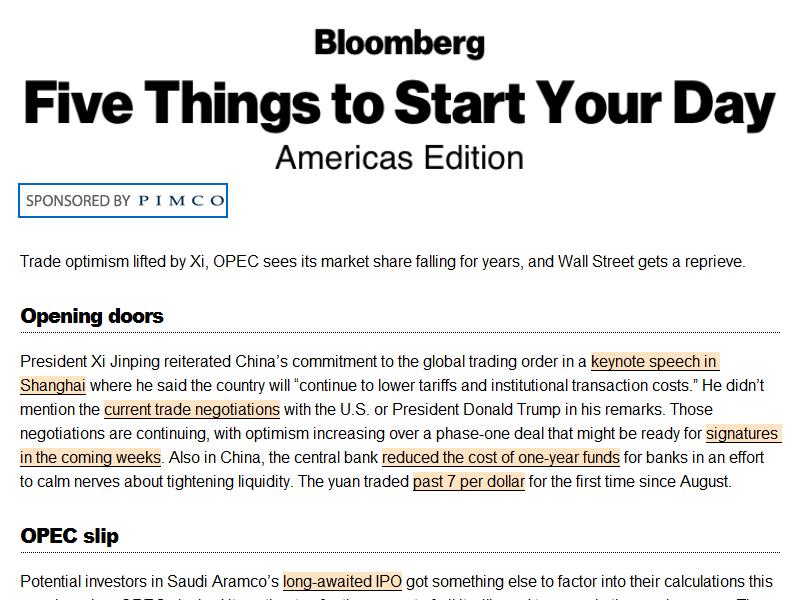 Bloomberg
Five Things to Start Your Day
Americas Edition
SPONSORED BY PIMCO
Trade optimism lifted by Xi, OPEC sees its market share falling for years, and Wall Street gets a reprieve.
Opening doors
President Xi Jinping reiterated China’s commitment to the global trading order in a keynote speech in
Shanghai where he said the country will “continue to lower tariffs and institutional transaction costs.” He didn’t
mention the current trade negotiations with the U.S. or President Donald Trump in his remarks. Those
negotiations are continuing, with optimism increasing over a phase-one deal that might be ready for signatures
in the coming weeks. Also in China, the central bank reduced the cost of one-year funds for banks in an effort
to calm nerves about tightening liquidity. The yuan traded past 7 per dollar for the first time since August.
OPEC slip
Potential investors in Saudi Aramco’s long-awaited IPO got something else to factor into their calculations this